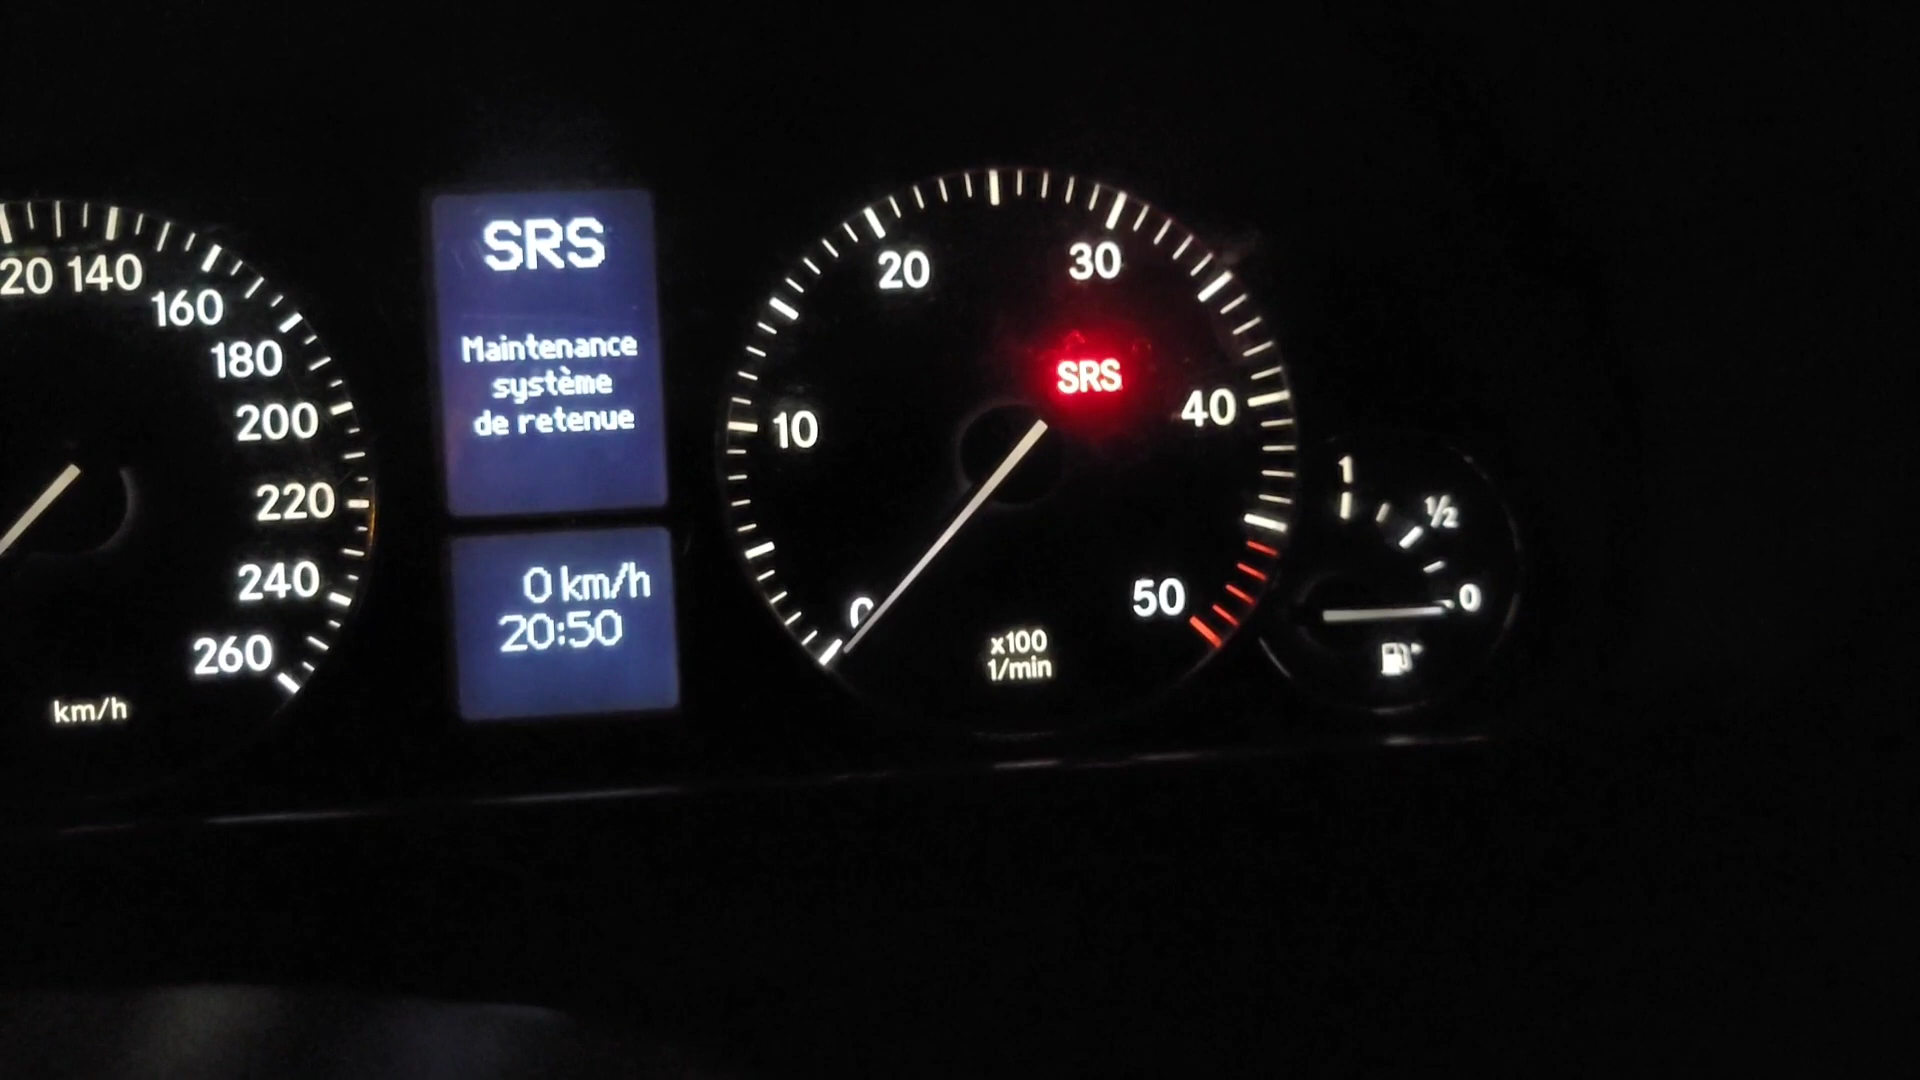 20 140
160
180
200
220
240
260
km/h
SRS
Maintenance
système
de retenue
0 km/h
20:50
0
10
20
30
40
50
SRS
x100
1/min
1
½
0